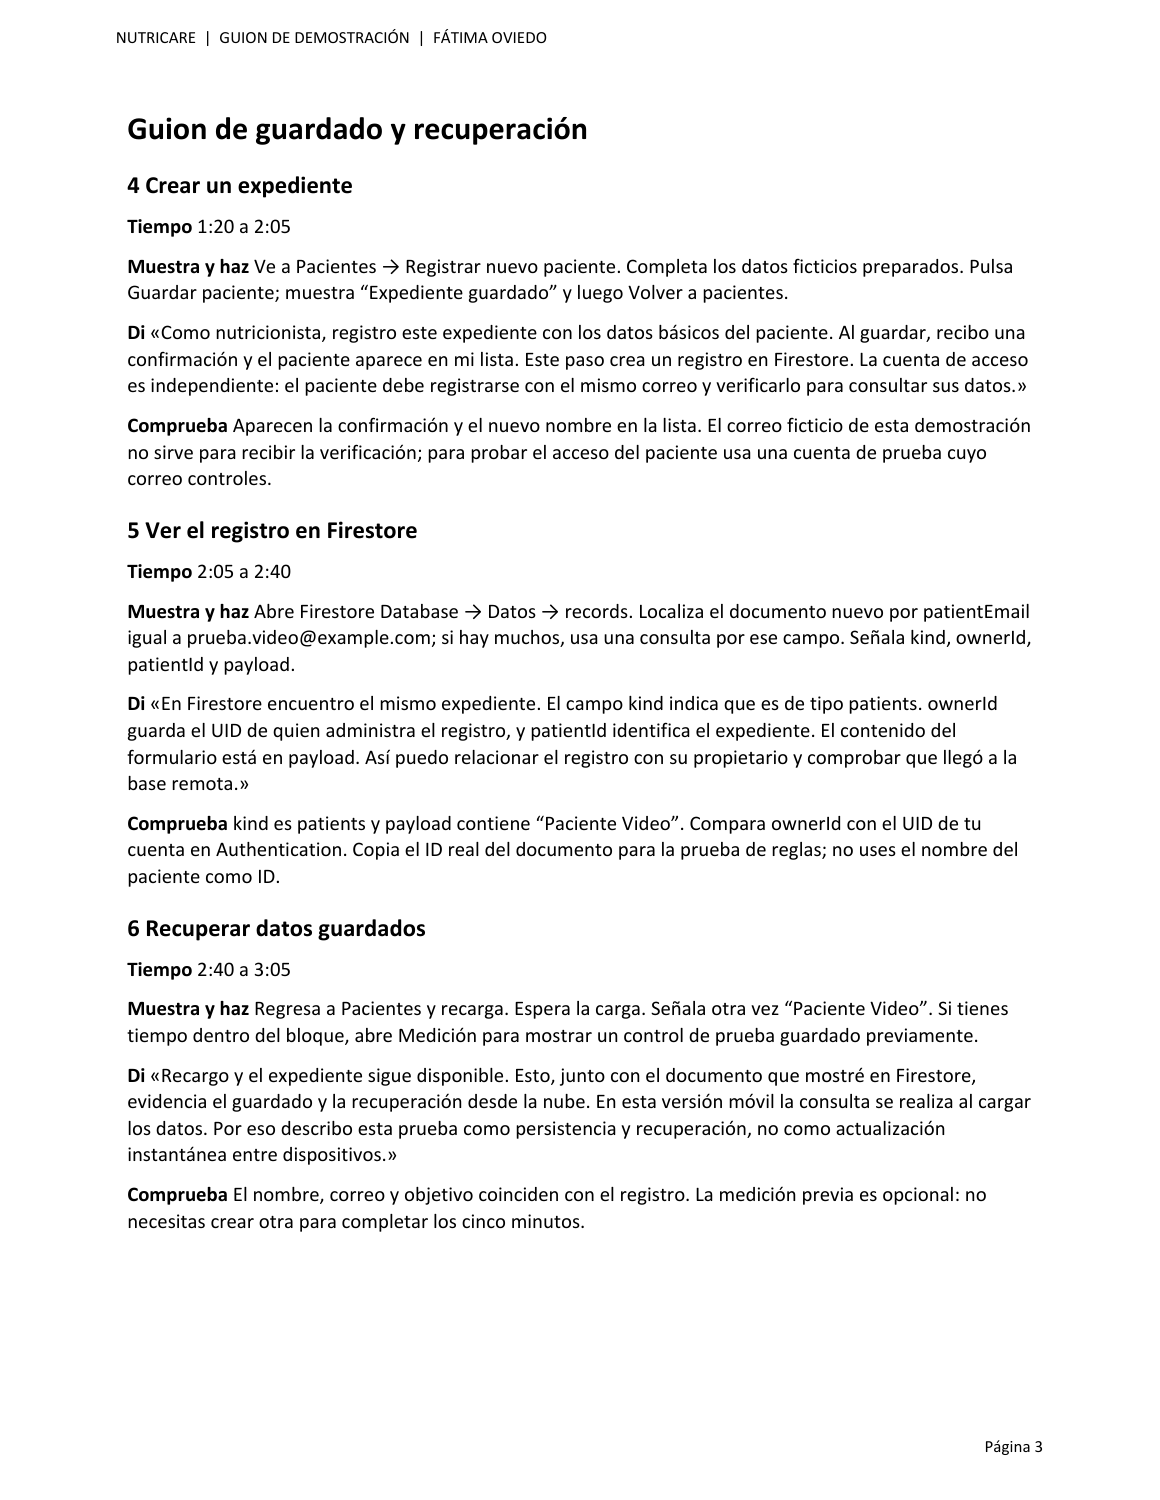 NUTRICARE | GUION DE DEMOSTRACIÓN | FÁTIMA OVIEDO
Guion de guardado y recuperación
4 Crear un expediente
Tiempo 1:20 a 2:05
Muestra y haz Ve a Pacientes → Registrar nuevo paciente. Completa los datos ficticios preparados. Pulsa
Guardar paciente; muestra “Expediente guardado” y luego Volver a pacientes.
Di «Como nutricionista, registro este expediente con los datos básicos del paciente. Al guardar, recibo una
confirmación y el paciente aparece en mi lista. Este paso crea un registro en Firestore. La cuenta de acceso
es independiente: el paciente debe registrarse con el mismo correo y verificarlo para consultar sus datos.»
Comprueba Aparecen la confirmación y el nuevo nombre en la lista. El correo ficticio de esta demostración
no sirve para recibir la verificación; para probar el acceso del paciente usa una cuenta de prueba cuyo
correo controles.
5 Ver el registro en Firestore
Tiempo 2:05 a 2:40
Muestra y haz Abre Firestore Database → Datos → records. Localiza el documento nuevo por patientEmail
igual a prueba.video@example.com; si hay muchos, usa una consulta por ese campo. Señala kind, ownerId,
patientId y payload.
Di «En Firestore encuentro el mismo expediente. El campo kind indica que es de tipo patients. ownerId
guarda el UID de quien administra el registro, y patientId identifica el expediente. El contenido del
formulario está en payload. Así puedo relacionar el registro con su propietario y comprobar que llegó a la
base remota.»
Comprueba kind es patients y payload contiene “Paciente Video”. Compara ownerId con el UID de tu
cuenta en Authentication. Copia el ID real del documento para la prueba de reglas; no uses el nombre del
paciente como ID.
6 Recuperar datos guardados
Tiempo 2:40 a 3:05
Muestra y haz Regresa a Pacientes y recarga. Espera la carga. Señala otra vez “Paciente Video”. Si tienes
tiempo dentro del bloque, abre Medición para mostrar un control de prueba guardado previamente.
Di «Recargo y el expediente sigue disponible. Esto, junto con el documento que mostré en Firestore,
evidencia el guardado y la recuperación desde la nube. En esta versión móvil la consulta se realiza al cargar
los datos. Por eso describo esta prueba como persistencia y recuperación, no como actualización
instantánea entre dispositivos.»
Comprueba El nombre, correo y objetivo coinciden con el registro. La medición previa es opcional: no
necesitas crear otra para completar los cinco minutos.
Página 3